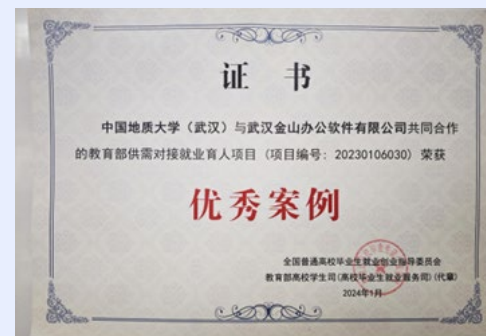 证书
中国地质大学（武汉）与武汉金山办公软件有限公司共同合作
的教育部供需对接就业育人项目（项目编号：20230106030）荣获
优秀案例
全国普通高校毕业生就业创业指导委员会
教育部高校学生司(高校毕业生就业服务司)(代章)
2024年1月